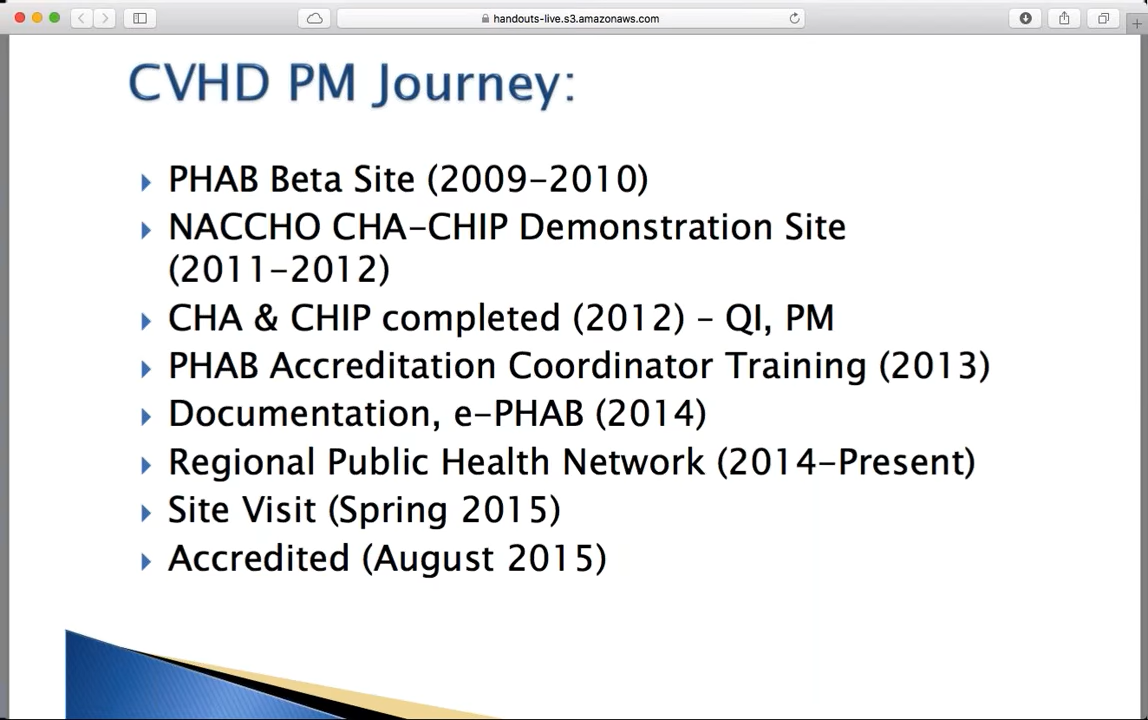 handouts-live.s3.amazonaws.com
CVHD PM Journey:
PHAB Beta Site (2009-2010)
NACCHO CHA-CHIP Demonstration Site
(2011-2012)
CHA & CHIP completed (2012) – QI, PM
PHAB Accreditation Coordinator Training (2013)
Documentation, e-PHAB (2014)
Regional Public Health Network (2014-Present)
Site Visit (Spring 2015)
Accredited (August 2015)